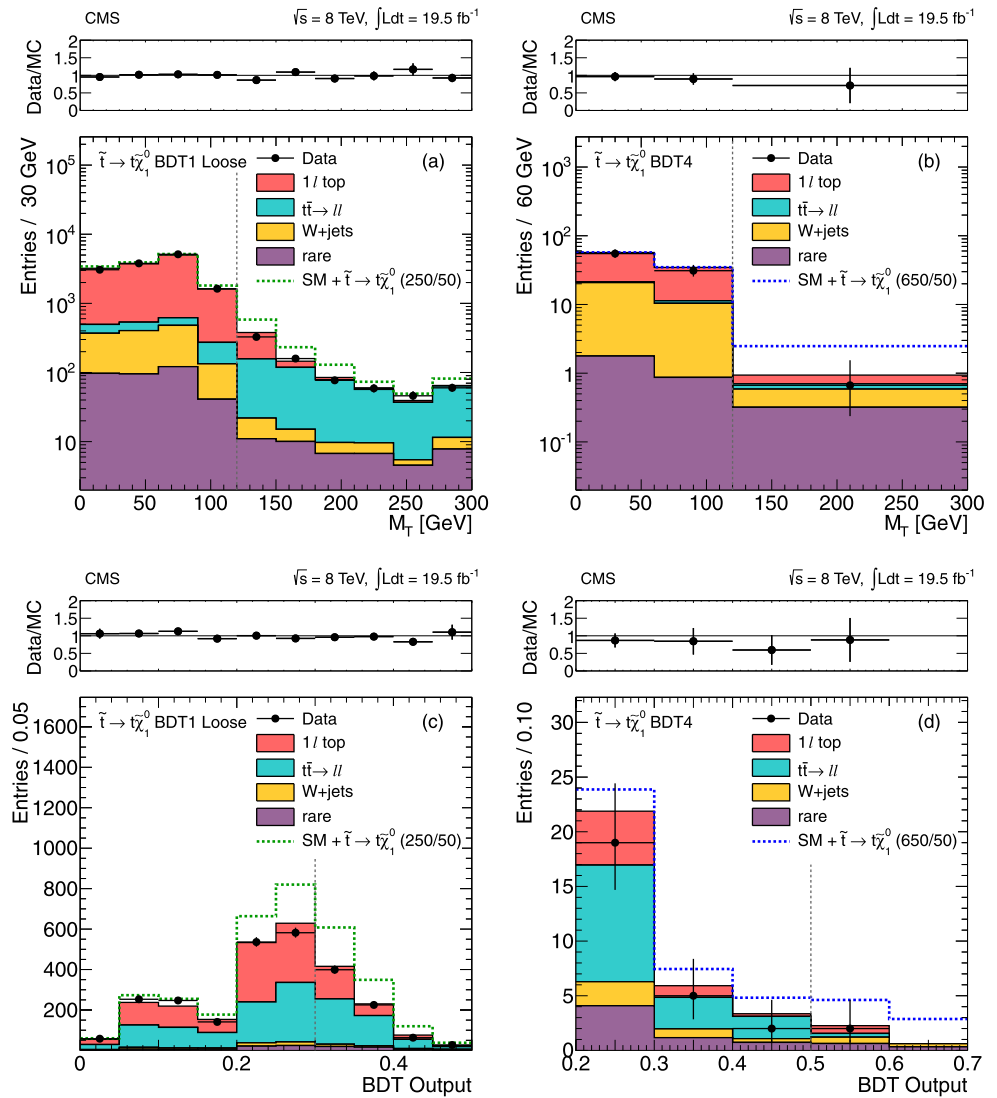 CMS √s = 8 TeV, ∫Ldt = 19.5 fb⁻¹
Data/MC
2
1.5
1
0.5
0
t̃ → tχ̃₁⁰ BDT1 Loose
(a)
Data
1l top
tt̄ → ll
W+jets
rare
SM + t̃ → tχ̃₁⁰ (250/50)
Entries / 30 GeV
10⁵
10⁴
10³
10²
10
0 50 100 150 200 250 300
M_T [GeV]
CMS √s = 8 TeV, ∫Ldt = 19.5 fb⁻¹
Data/MC
2
1.5
1
0.5
0
t̃ → tχ̃₁⁰ BDT4
(b)
Data
1l top
tt̄ → ll
W+jets
rare
SM + t̃ → tχ̃₁⁰ (650/50)
Entries / 60 GeV
10³
10²
10
1
10⁻¹
0 50 100 150 200 250 300
M_T [GeV]
CMS √s = 8 TeV, ∫Ldt = 19.5 fb⁻¹
Data/MC
2
1.5
1
0.5
0
t̃ → tχ̃₁⁰ BDT1 Loose
(c)
Data
1l top
tt̄ → ll
W+jets
rare
SM + t̃ → tχ̃₁⁰ (250/50)
Entries / 0.05
1600
1400
1200
1000
800
600
400
200
0 0.2 0.4
BDT Output
CMS √s = 8 TeV, ∫Ldt = 19.5 fb⁻¹
Data/MC
2
1.5
1
0.5
0
t̃ → tχ̃₁⁰ BDT4
(d)
Data
1l top
tt̄ → ll
W+jets
rare
SM + t̃ → tχ̃₁⁰ (650/50)
Entries / 0.10
30
25
20
15
10
5
0
0.2 0.3 0.4 0.5 0.6 0.7
BDT Output